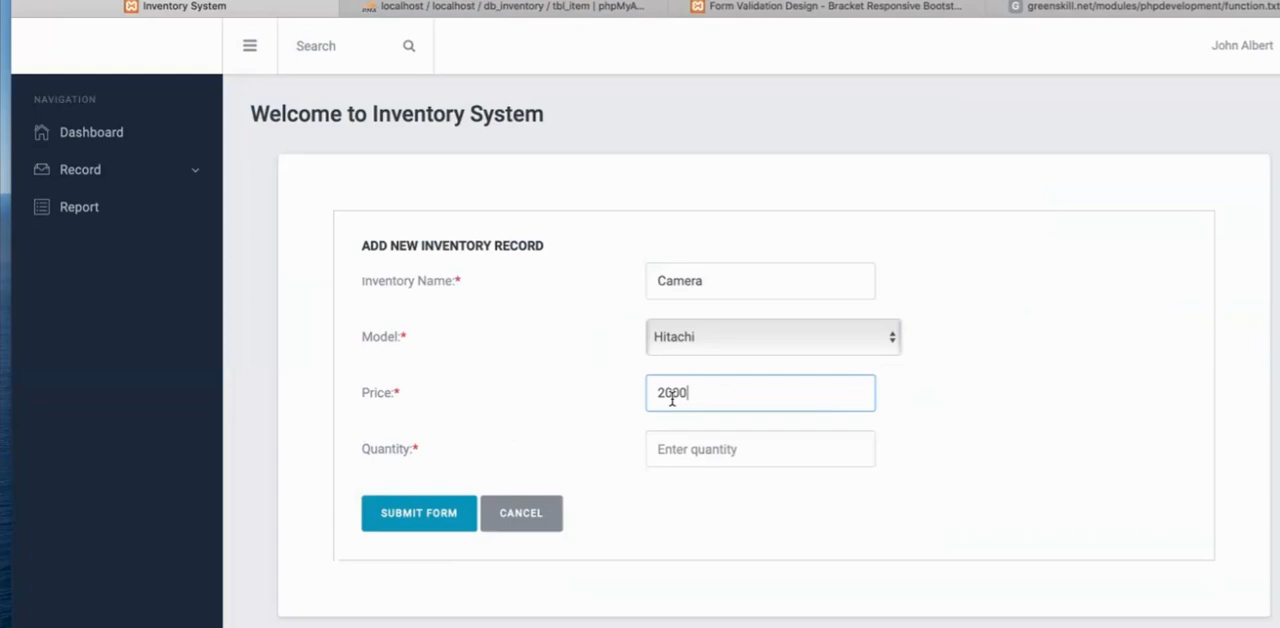 Inventory System
localhost / localhost / db_inventory / tbl_item | phpMyA...
Form Validation Design - Bracket Responsive Bootst...
greenskill.net/modules/phpdevelopment/function.txt
Search
John Albert
NAVIGATION
Dashboard
Record
Report
Welcome to Inventory System
ADD NEW INVENTORY RECORD
Inventory Name:*
Camera
Model:*
Hitachi
Price:*
2000
Quantity:*
Enter quantity
SUBMIT FORM
CANCEL